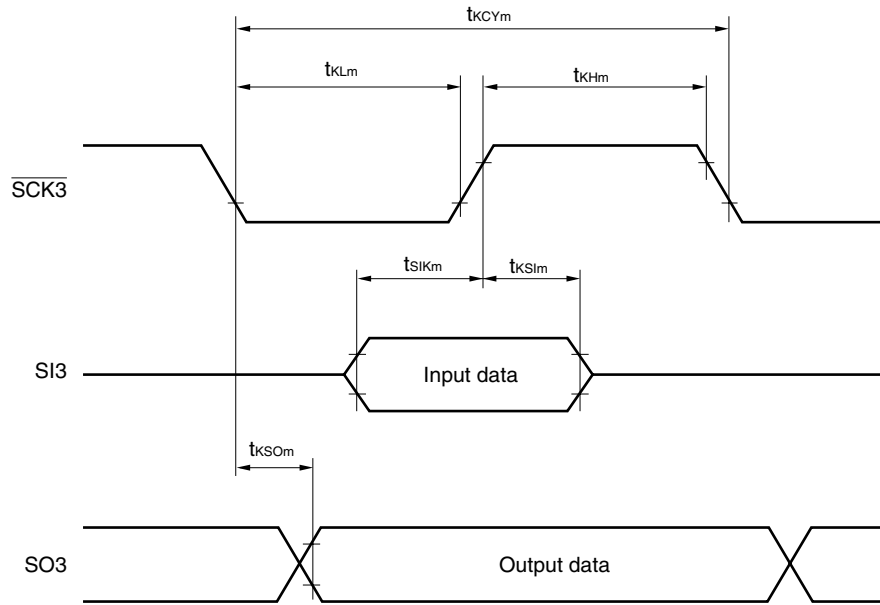 tKCYm
tKLm
tKHm
SCK3
tSIKm
tKSIm
SI3
Input data
tKSOm
SO3
Output data